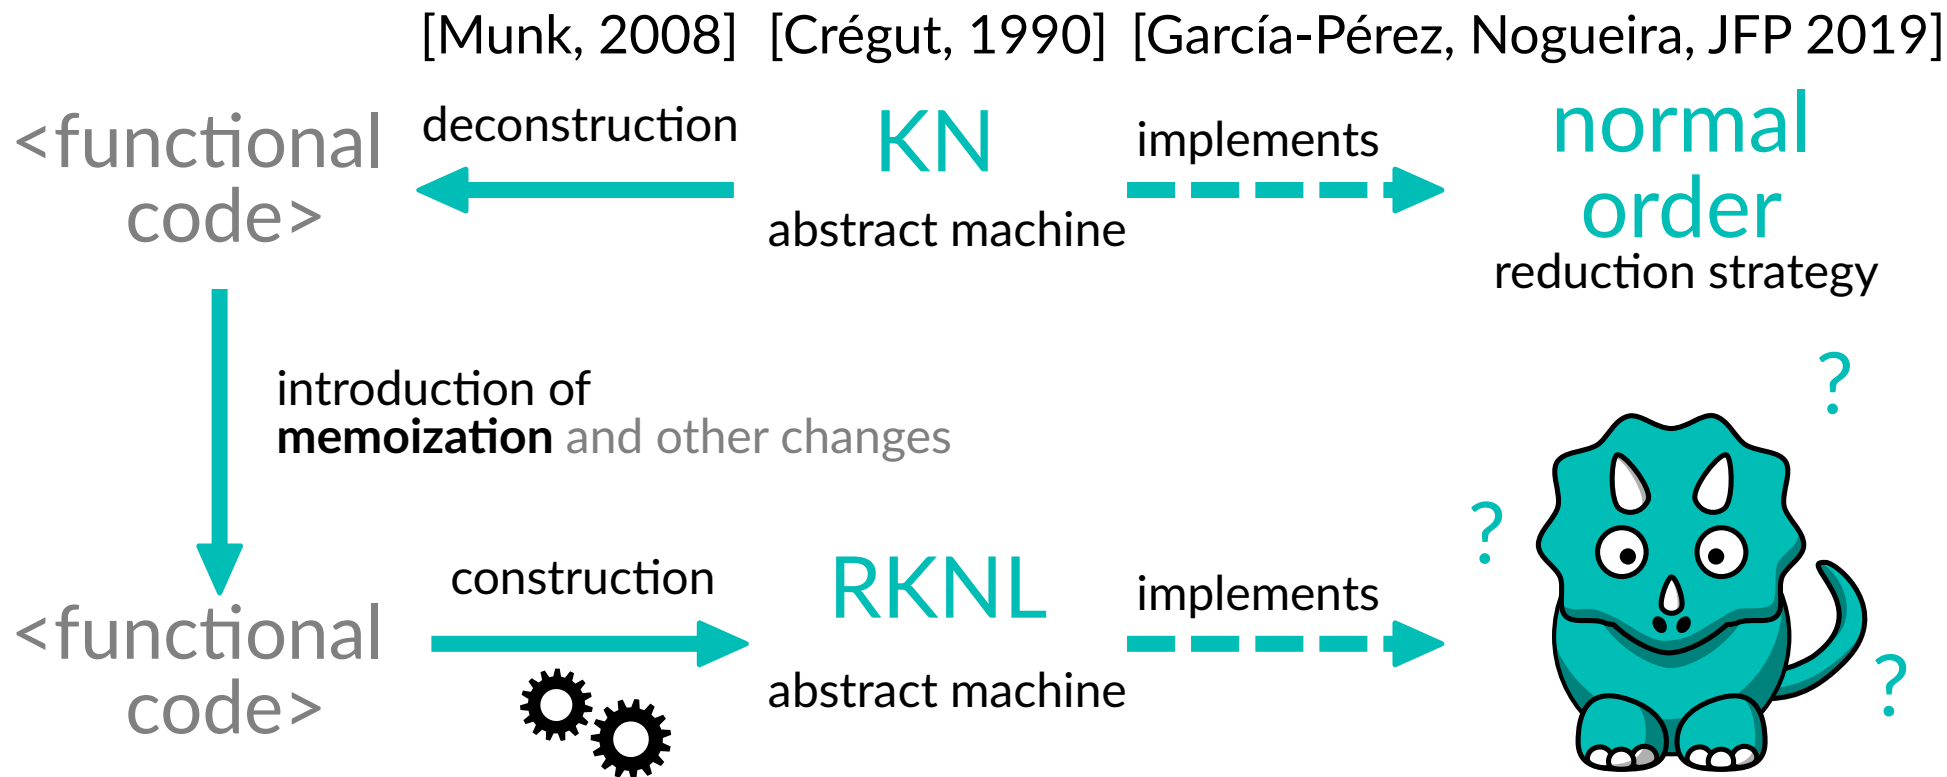 [Munk, 2008] [Crégut, 1990] [García-Pérez, Nogueira, JFP 2019]
<functional
code>
deconstruction
KN
abstract machine
implements
normal
order
reduction strategy
introduction of
memoization and other changes
<functional
code>
construction
RKNL
abstract machine
implements
?
?
?